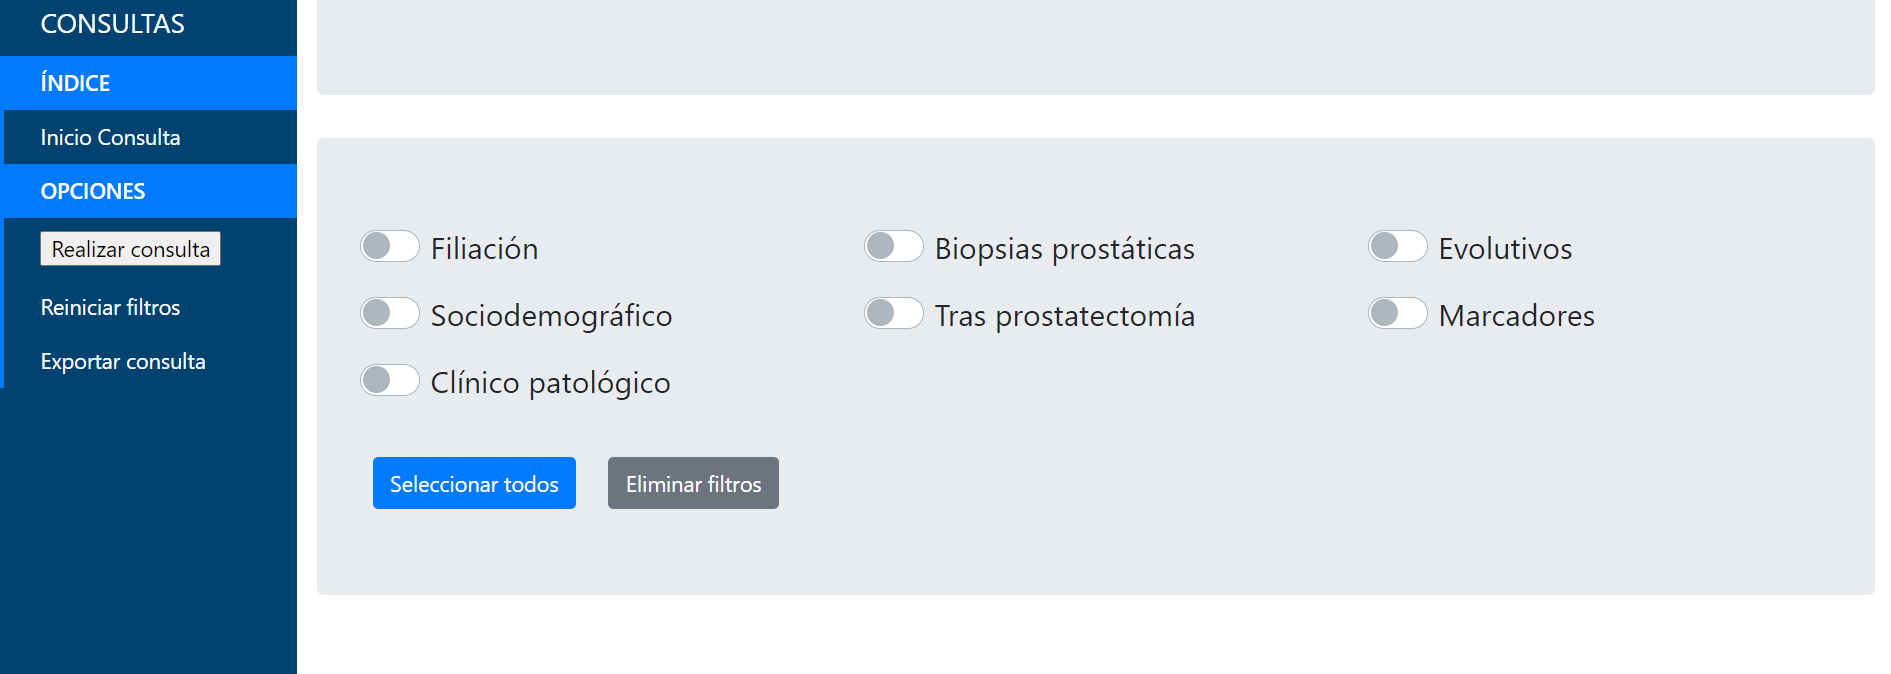 CONSULTAS
ÍNDICE
Inicio Consulta
OPCIONES
Realizar consulta
Reiniciar filtros
Exportar consulta
Filiación
Biopsias prostáticas
Evolutivos
Sociodemográfico
Tras prostatectomía
Marcadores
Clínico patológico
Seleccionar todos
Eliminar filtros